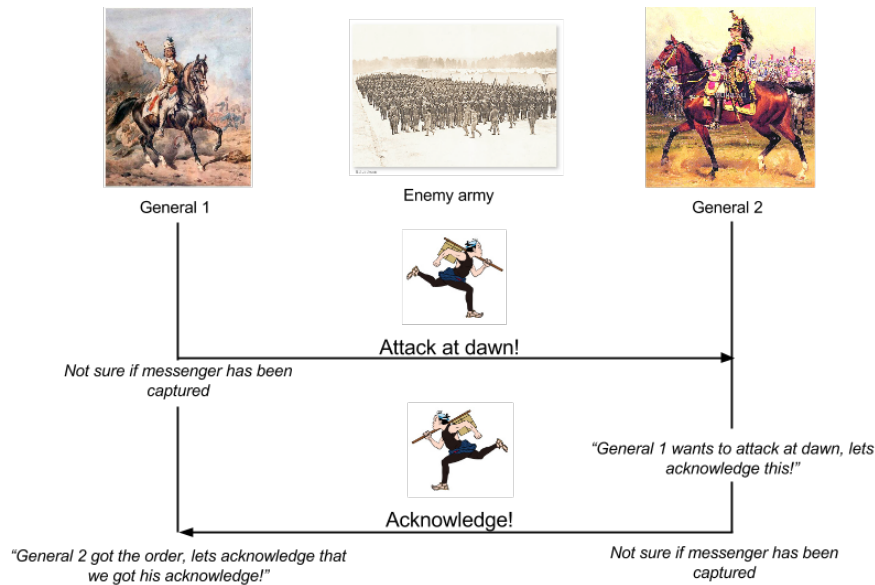 Enemy army
General 1
General 2
Attack at dawn!
Not sure if messenger has been
captured
“General 1 wants to attack at dawn, lets
acknowledge this!”
Acknowledge!
“General 2 got the order, lets acknowledge that
we got his acknowledge!”
Not sure if messenger has been
captured